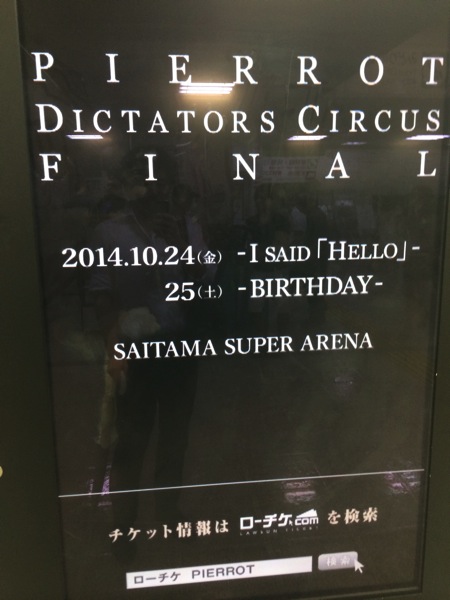 PIERROT
DICTATORS CIRCUS
FINAL
2014.10.24(金) -I SAID「HELLO」-
25(土) -BIRTHDAY-
SAITAMA SUPER ARENA
チケット情報は ローチケ.com を検索
LAWSON TICKET
ローチケ PIERROT 検索